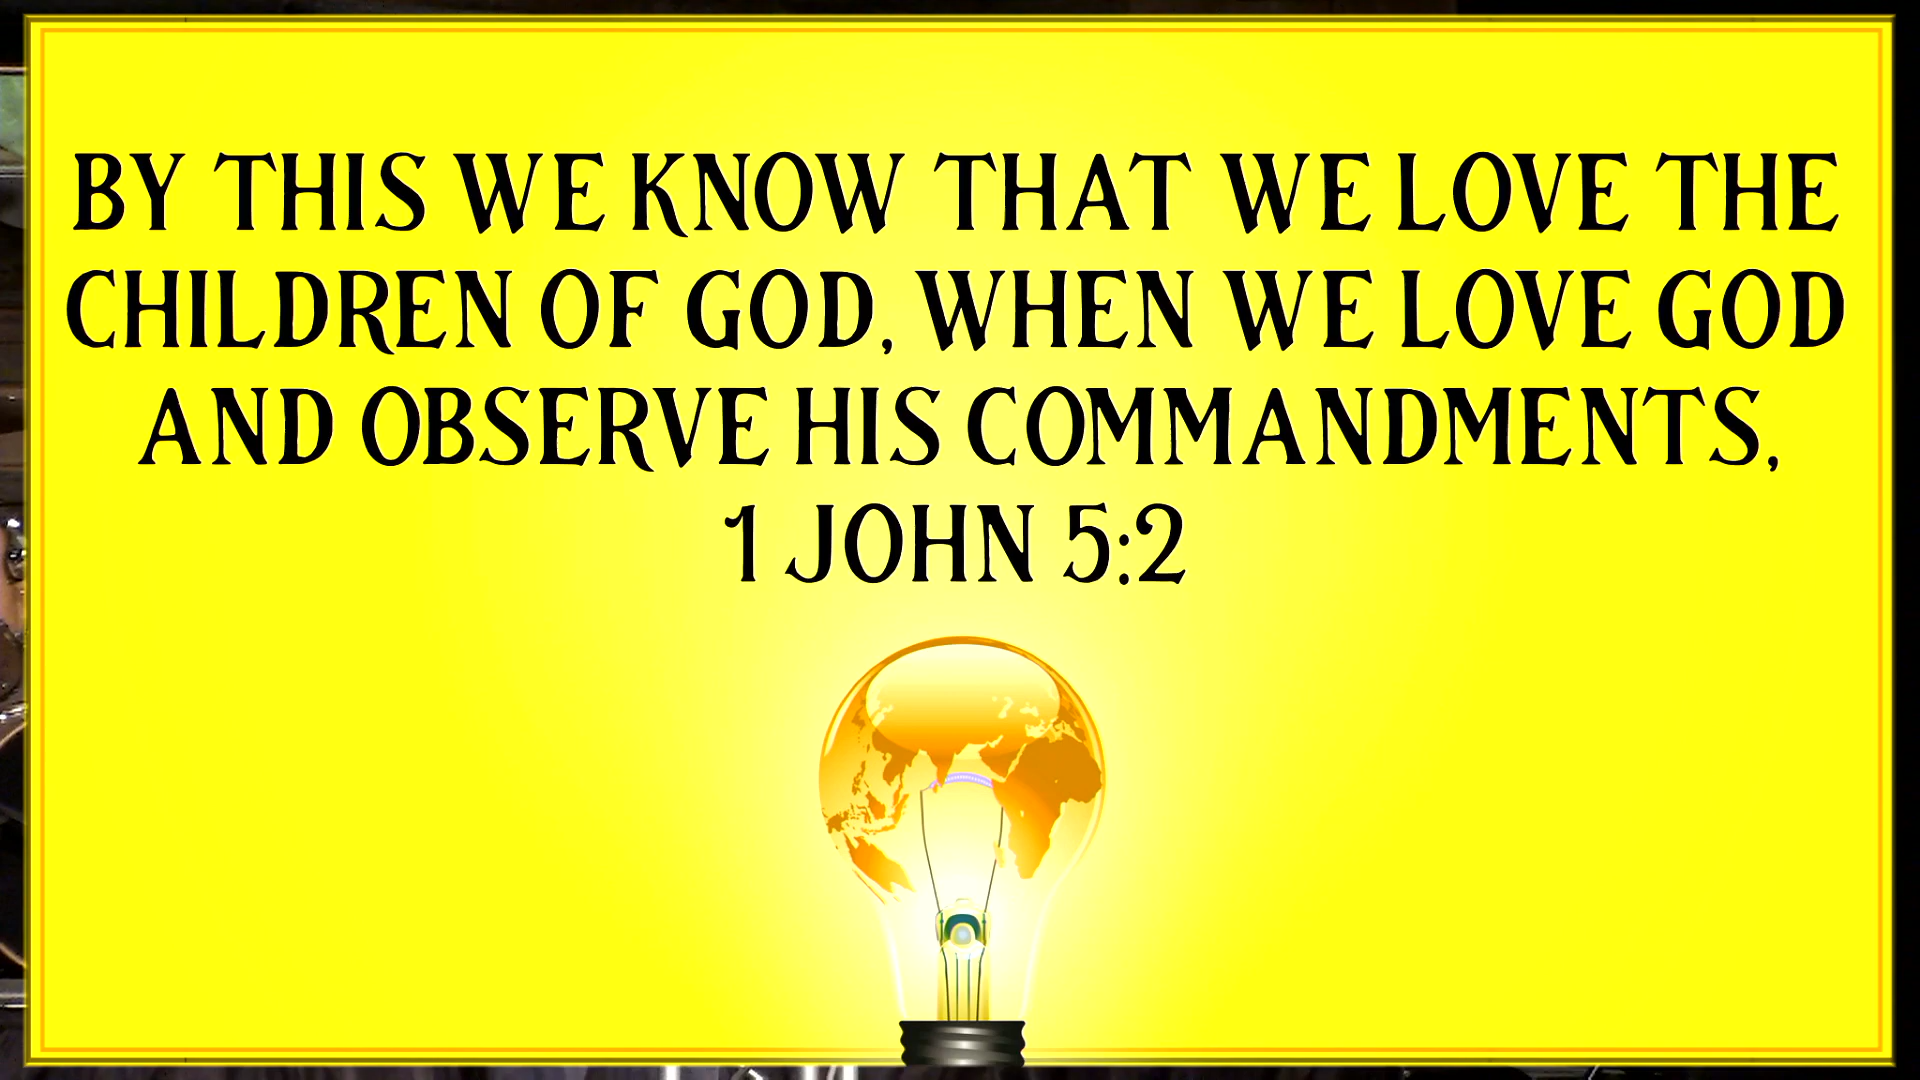 BY THIS WE KNOW THAT WE LOVE THE
CHILDREN OF GOD, WHEN WE LOVE GOD
AND OBSERVE HIS COMMANDMENTS,
1 JOHN 5:2